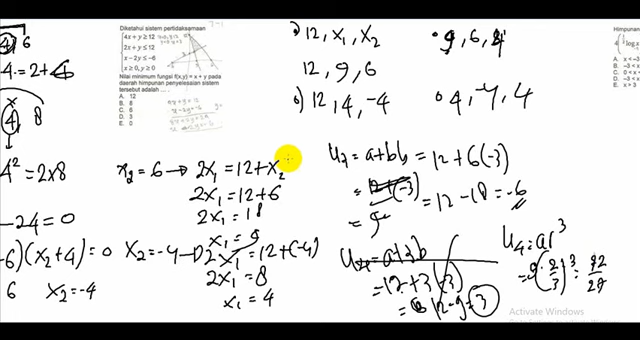 4, 6
4 = 2+6
x
4, 8
4² = 2x8
-24 = 0
-6)(x₂+4) = 0
6 x₂ = -4
Diketahui sistem pertidaksamaan
4x + y ≥ 12
2x + y ≤ 12
x − 2y ≤ −6
x ≥ 0, y ≥ 0
Nilai minimum fungsi f(x,y) = x + y pada
daerah himpunan penyelesaian sistem
tersebut adalah ....
A. 12
B. 8
C. 6
D. 3
E. 0
x₂ = 6 → 2x₁ = 12 + x₂
2x₁ = 12+6
2x₁ = 18
x₁ = 9
x₂ = -4 → 2x₁ = 12+(-4)
2x₁ = 8
x₁ = 4
a) 12, x₁, x₂
12, 9, 6
b) 12, 4, -4
• 9, 6, 4
• 4, -4, 4
U₇ = a+6b = 12 + 6(-3)
= 12 - 18 = -6
= 12+3(-3)
U₄ = ar³
= 9(2/3)³ =
Himpunan
A. x < −3
B. −3 <
C. 0 < x
D. −3 <
E. x > 3
Activate Windows